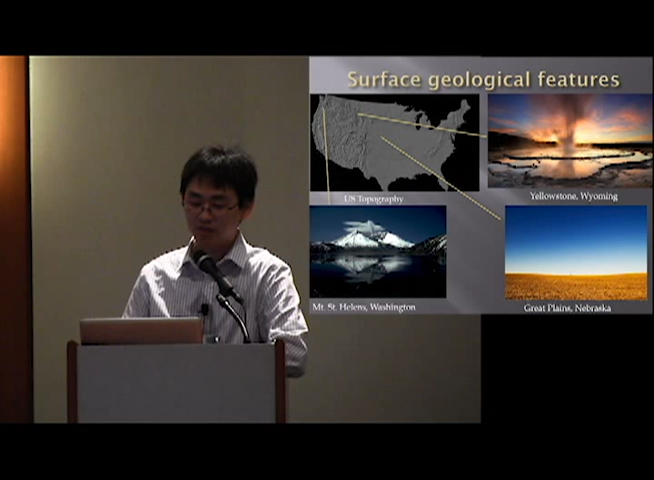 Surface geological features
US Topography
Yellowstone, Wyoming
Mt. St. Helens, Washington
Great Plains, Nebraska